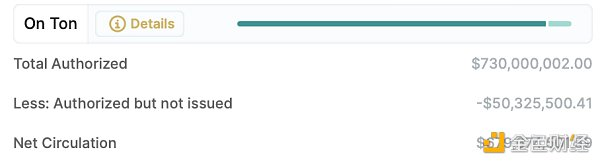 On Ton
Details
Total Authorized
$730,000,002.00
Less: Authorized but not issued
-$50,325,500.41
Net Circulation
金色财经